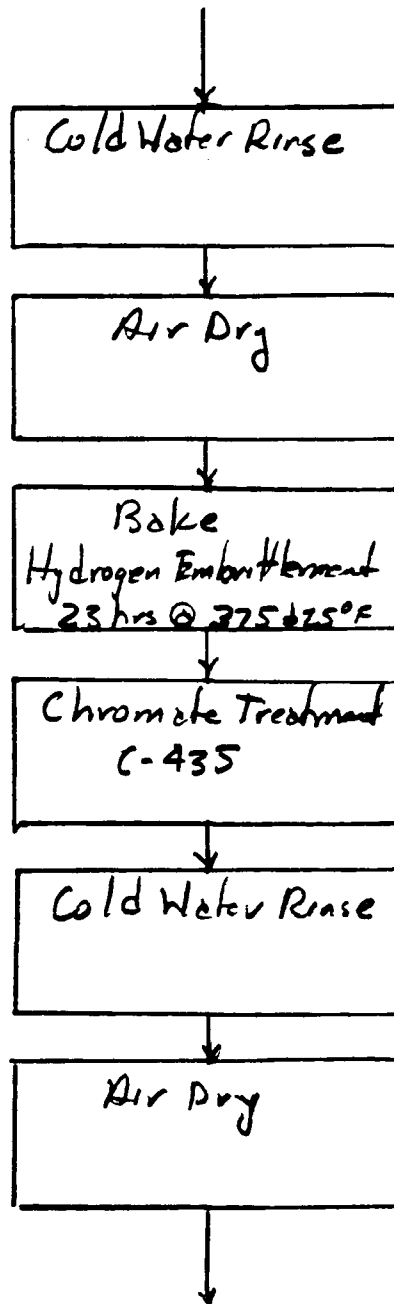 Cold Water Rinse
Air Dry
Bake
Hydrogen Embrittlement
23 hrs @ 375±25°F
Chromate Treatment
C-435
Cold Water Rinse
Air Dry